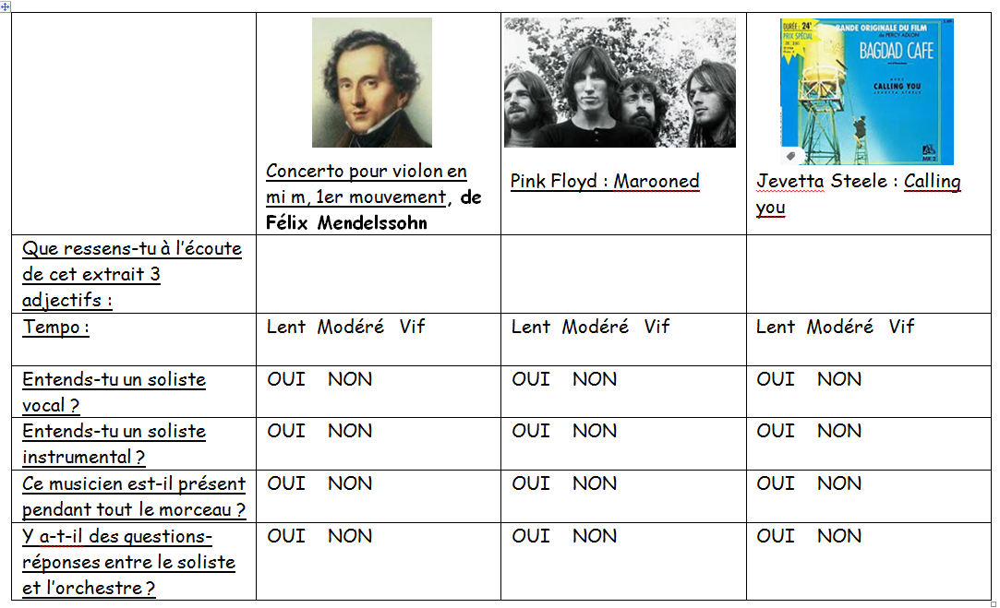 DURÉE : 24'
PRIX SPÉCIAL
BANDE ORIGINALE DU FILM
de PERCY ADLON
BAGDAD CAFE
AVEC
CALLING YOU
JEVETTA STEELE
MK2
Concerto pour violon en
mi m, 1er mouvement, de
Félix Mendelssohn
Pink Floyd : Marooned
Jevetta Steele : Calling
you
Que ressens-tu à l'écoute
de cet extrait 3
adjectifs :
Tempo :
Lent Modéré Vif
Lent Modéré Vif
Lent Modéré Vif
Entends-tu un soliste
vocal ?
OUI NON
OUI NON
OUI NON
Entends-tu un soliste
instrumental ?
OUI NON
OUI NON
OUI NON
Ce musicien est-il présent
pendant tout le morceau ?
OUI NON
OUI NON
OUI NON
Y a-t-il des questions-
réponses entre le soliste
et l'orchestre ?
OUI NON
OUI NON
OUI NON